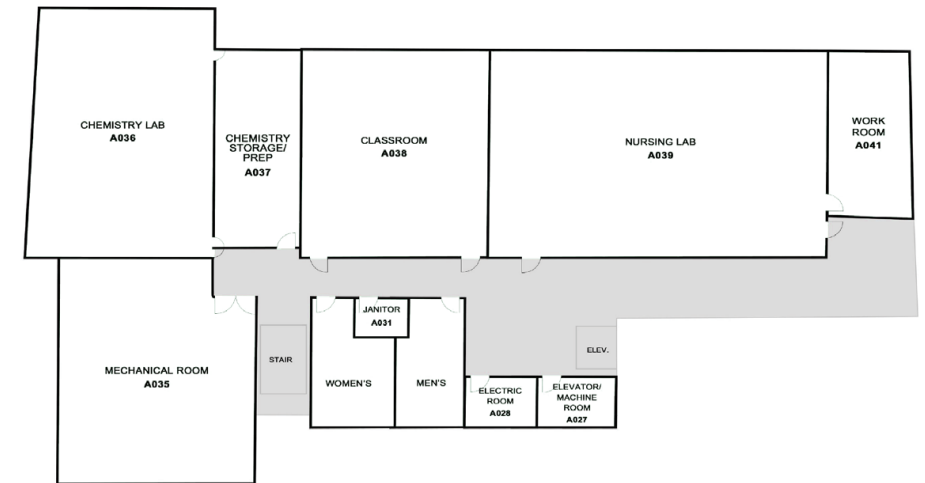 CHEMISTRY LAB
A036
CHEMISTRY
STORAGE/
PREP
A037
CLASSROOM
A038
NURSING LAB
A039
WORK
ROOM
A041
MECHANICAL ROOM
A035
STAIR
WOMEN'S
JANITOR
A031
MEN'S
ELECTRIC
ROOM
A028
ELEV.
ELEVATOR/
MACHINE
ROOM
A027